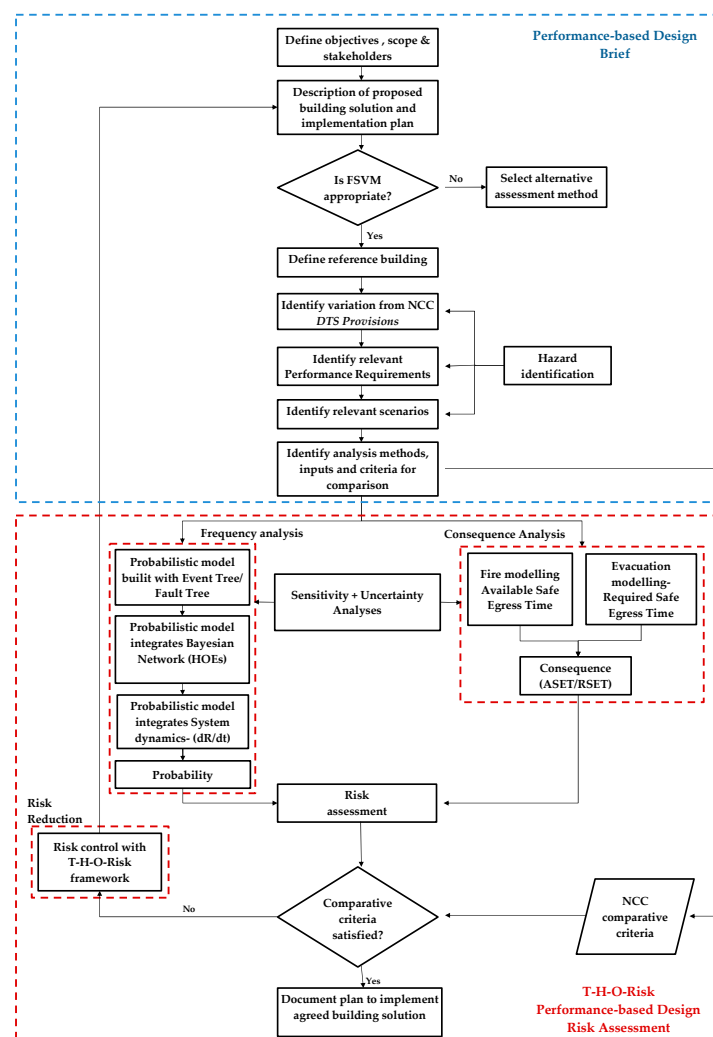 Performance-based Design
Brief
Define objectives , scope &
stakeholders
Description of proposed
building solution and
implementation plan
Is FSVM
appropriate?
No
Select alternative
assessment method
Yes
Define reference building
Identify variation from NCC
DTS Provisions
Identify relevant
Performance Requirements
Hazard
identification
Identify relevant scenarios
Identify analysis methods,
inputs and criteria for
comparison
Frequency analysis
Consequence Analysis
Probabilistic model
builit with Event Tree/
Fault Tree
Probabilistic model
integrates Bayesian
Network (HOEs)
Probabilistic model
integrates System
dynamics- (dR/dt)
Probability
Sensitivity + Uncertainty
Analyses
Fire modelling
Available Safe
Egress Time
Evacuation
modelling-
Required Safe
Egress Time
Consequence
(ASET/RSET)
Risk
assessment
Risk
Reduction
Risk control with
T-H-O-Risk
framework
No
Comparative
criteria
satisfied?
NCC
comparative
criteria
Yes
Document plan to implement
agreed building solution
T-H-O-Risk
Performance-based Design
Risk Assessment